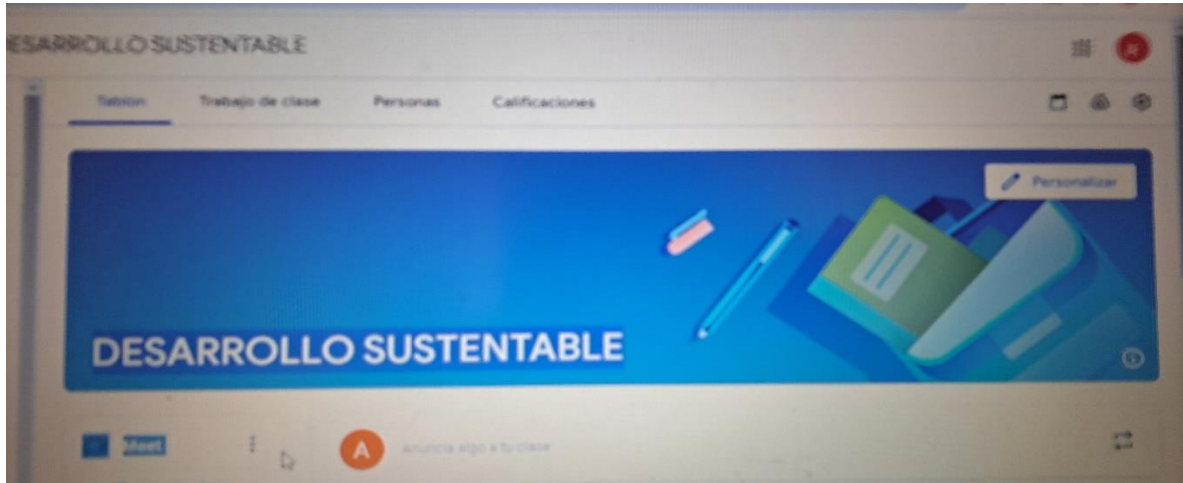 DESARROLLO SUSTENTABLE
Tablón Trabajo de clase Personas Calificaciones
Personalizar
DESARROLLO SUSTENTABLE
Meet
A Anuncia algo a tu clase